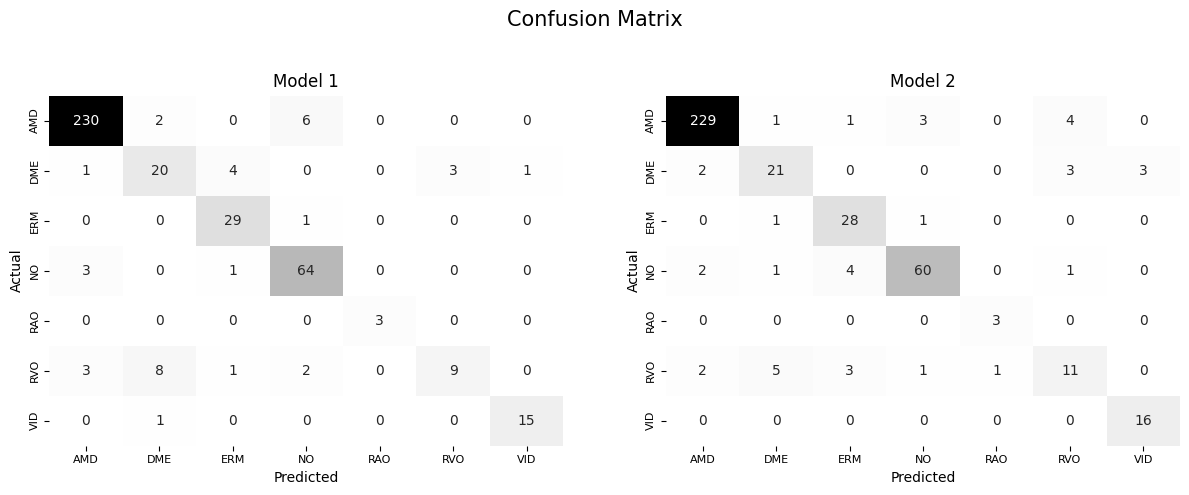 Confusion Matrix
Model 1
AMD 230 2 0 6 0 0 0
DME 1 20 4 0 0 3 1
ERM 0 0 29 1 0 0 0
NO 3 0 1 64 0 0 0
RAO 0 0 0 0 3 0 0
RVO 3 8 1 2 0 9 0
VID 0 1 0 0 0 0 15
Actual
AMD DME ERM NO RAO RVO VID
Predicted
Model 2
AMD 229 1 1 3 0 4 0
DME 2 21 0 0 0 3 3
ERM 0 1 28 1 0 0 0
NO 2 1 4 60 0 1 0
RAO 0 0 0 0 3 0 0
RVO 2 5 3 1 1 11 0
VID 0 0 0 0 0 0 16
Actual
AMD DME ERM NO RAO RVO VID
Predicted